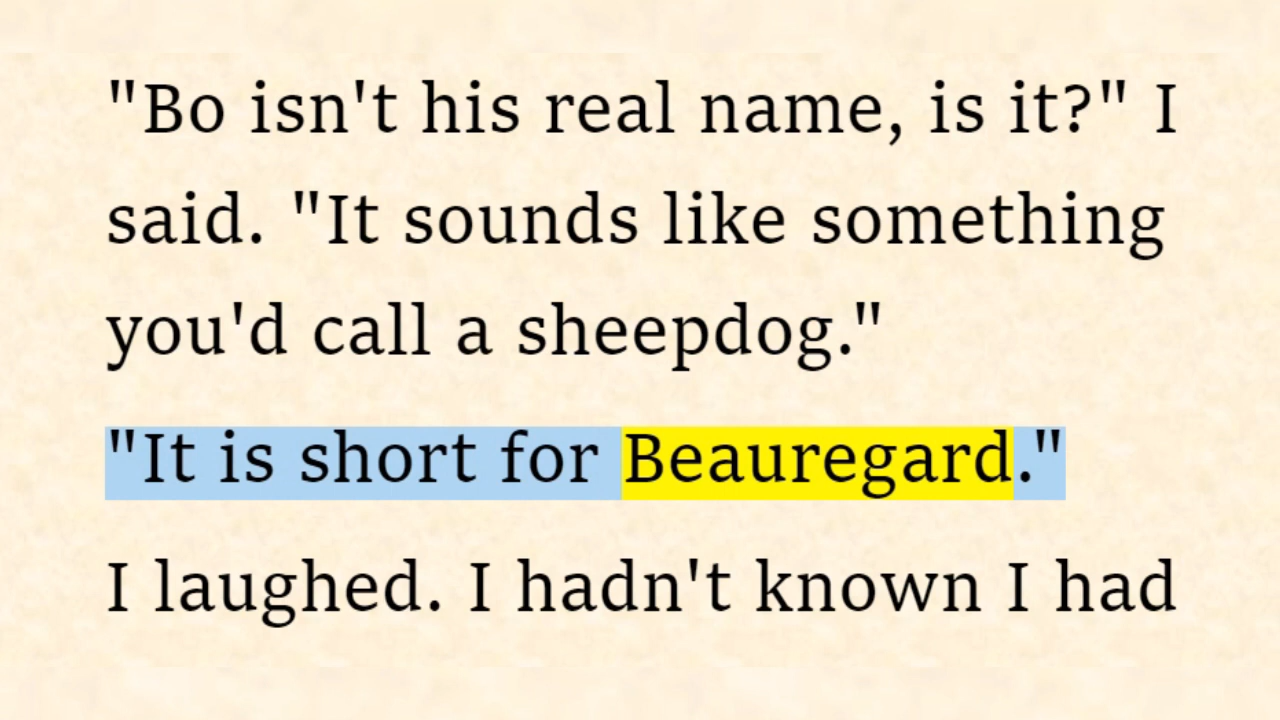 "Bo isn't his real name, is it?" I
said. "It sounds like something
you'd call a sheepdog."
"It is short for Beauregard."
I laughed. I hadn't known I had